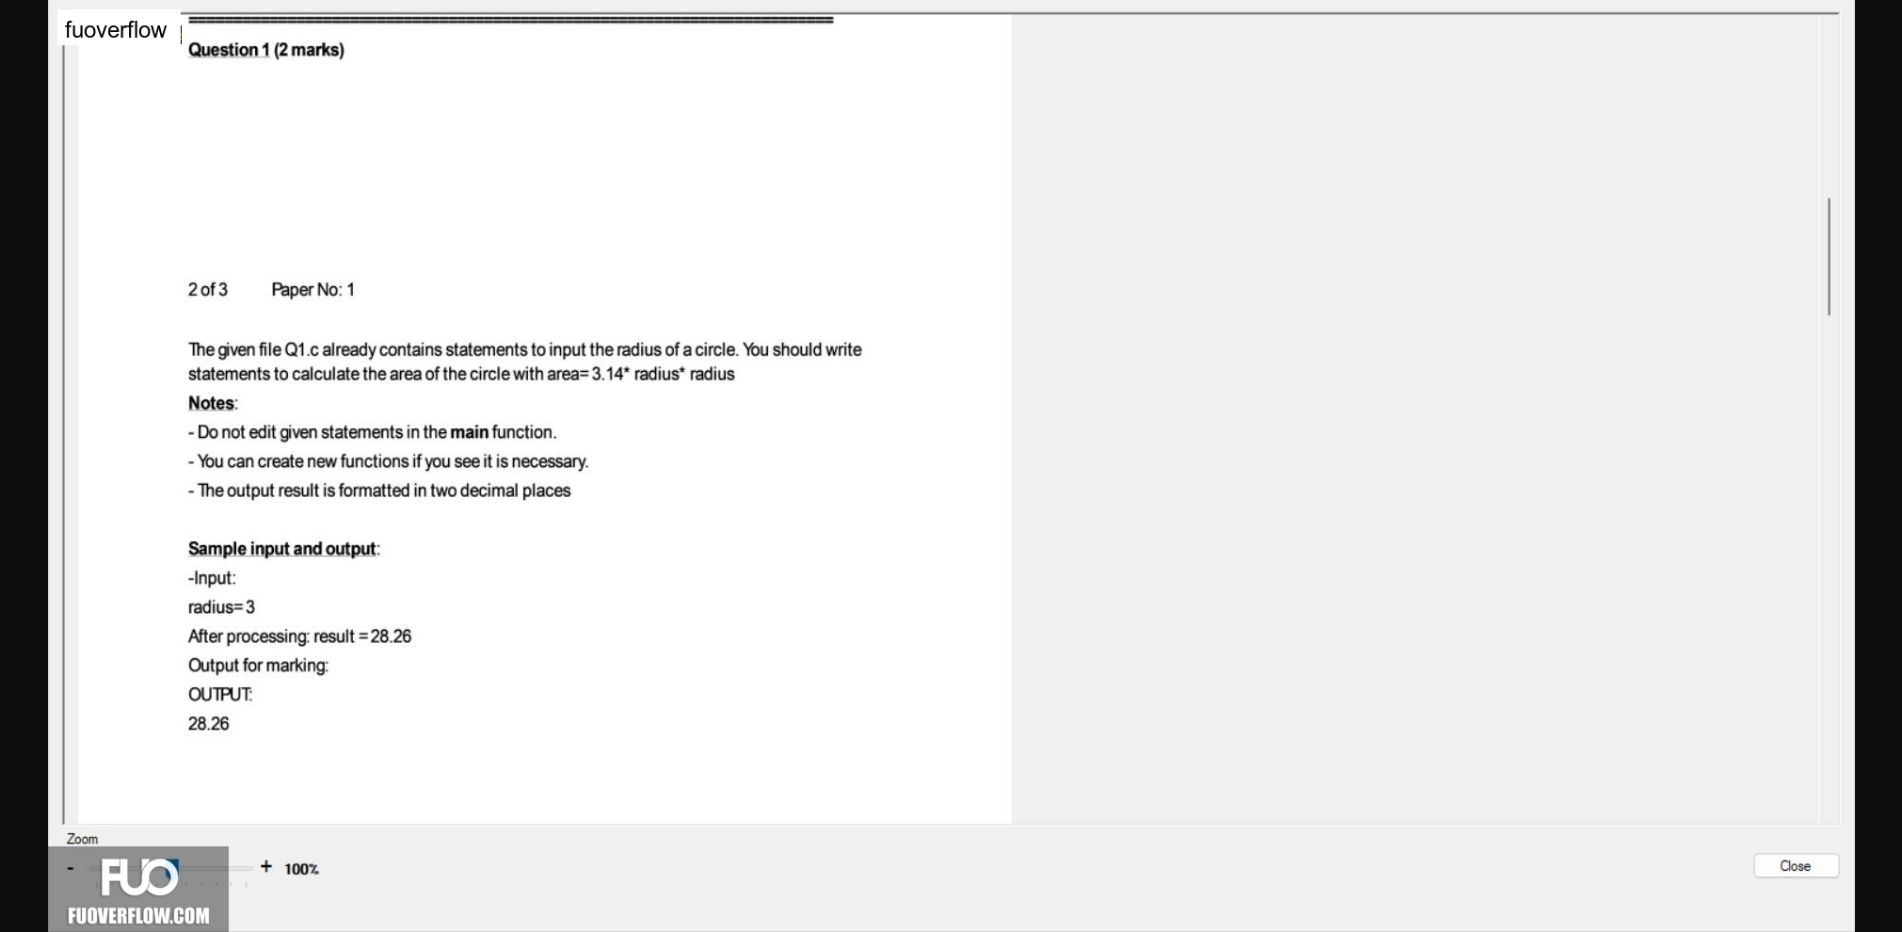 fuoverflow
Question 1 (2 marks)
2 of 3 Paper No: 1
The given file Q1.c already contains statements to input the radius of a circle. You should write
statements to calculate the area of the circle with area= 3.14* radius* radius
Notes:
- Do not edit given statements in the main function.
- You can create new functions if you see it is necessary.
- The output result is formatted in two decimal places
Sample input and output:
-Input:
radius= 3
After processing: result = 28.26
Output for marking:
OUTPUT:
28.26
Zoom
- + 100%
Close
FUO
FUOVERFLOW.COM